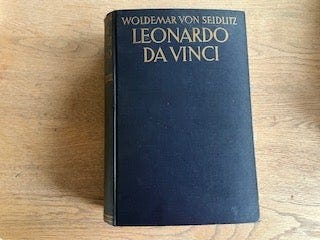 WOLDEMAR VON SEIDLITZ
LEONARDO
DA VINCI